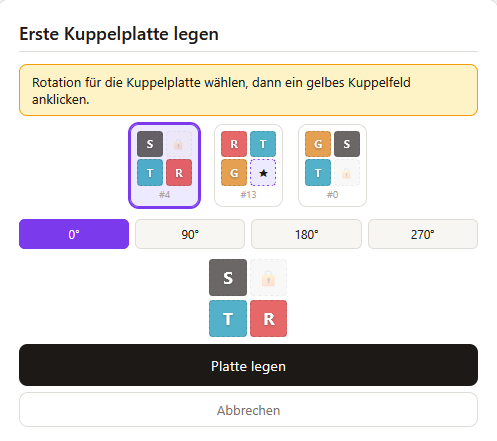 Erste Kuppelplatte legen
Rotation für die Kuppelplatte wählen, dann ein gelbes Kuppelfeld
anklicken.
S
T R
#4
R T
G ★
#13
G S
T
#0
0° 90° 180° 270°
S
T R
Platte legen
Abbrechen